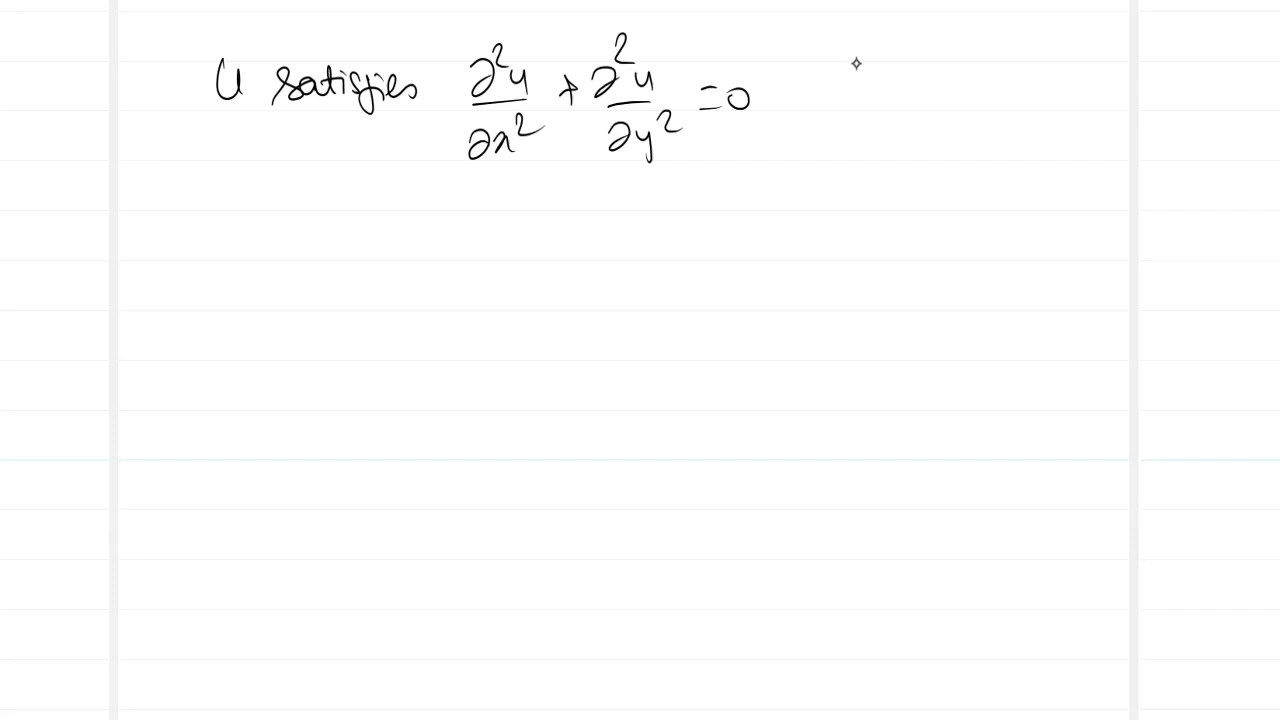 U satisfies ∂²u/∂x² + ∂²u/∂y² = 0